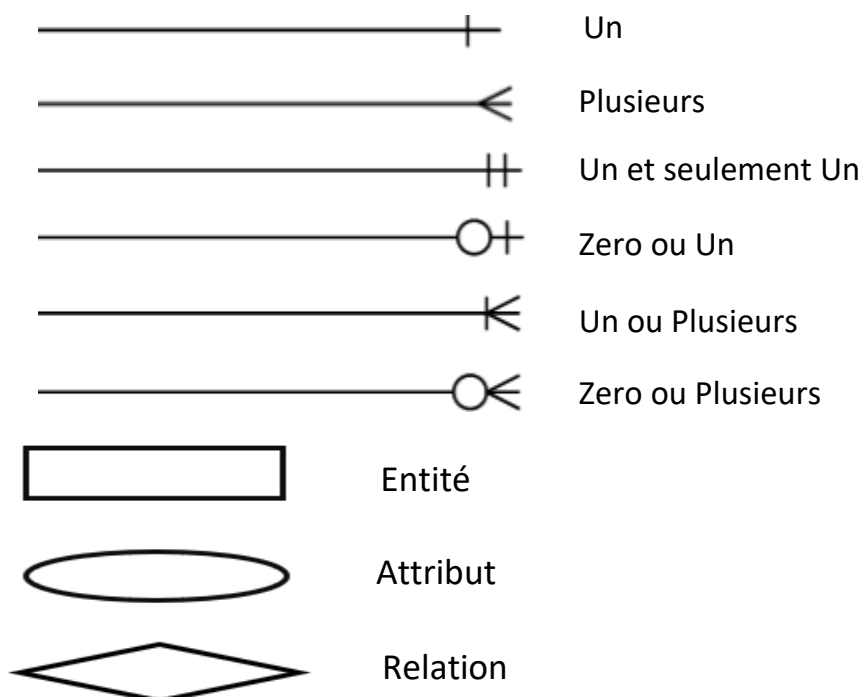 Un
Plusieurs
Un et seulement Un
Zero ou Un
Un ou Plusieurs
Zero ou Plusieurs
Entité
Attribut
Relation